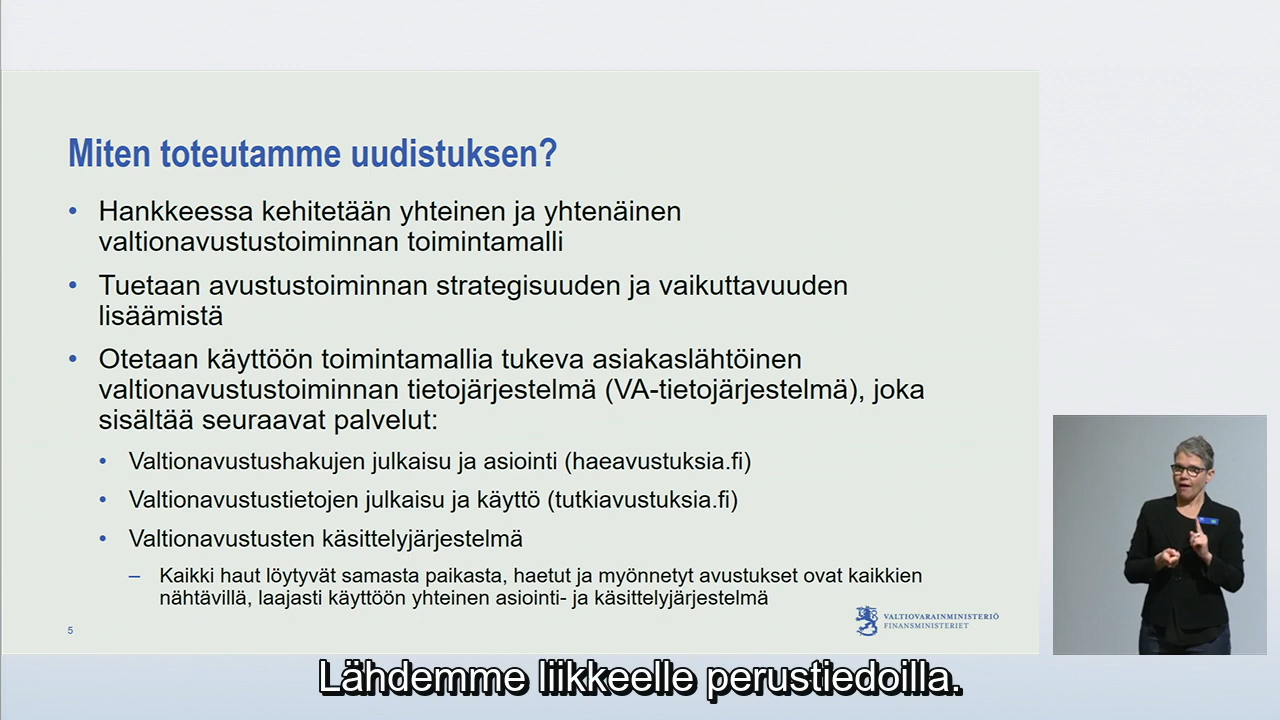 Miten toteutamme uudistuksen?
• Hankkeessa kehitetään yhteinen ja yhtenäinen
valtionavustustoiminnan toimintamalli
• Tuetaan avustustoiminnan strategisuuden ja vaikuttavuuden
lisäämistä
• Otetaan käyttöön toimintamallia tukeva asiakaslähtöinen
valtionavustustoiminnan tietojärjestelmä (VA-tietojärjestelmä), joka
sisältää seuraavat palvelut:
• Valtionavustushakujen julkaisu ja asiointi (haeavustuksia.fi)
• Valtionavustustietojen julkaisu ja käyttö (tutkiavustuksia.fi)
• Valtionavustusten käsittelyjärjestelmä
– Kaikki haut löytyvät samasta paikasta, haetut ja myönnetyt avustukset ovat kaikkien
nähtävillä, laajasti käyttöön yhteinen asiointi- ja käsittelyjärjestelmä
5
VALTIOVARAINMINISTERIÖ
FINANSMINISTERIET
Lähdemme liikkeelle perustiedoilla.